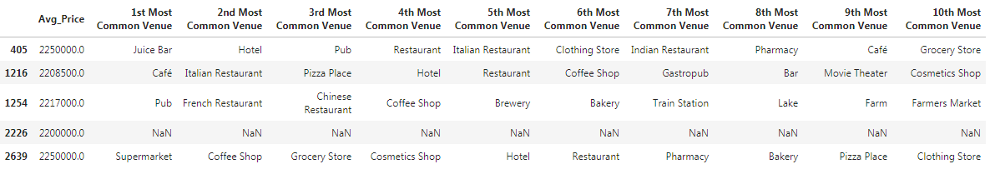 Avg_Price 1st Most Common Venue 2nd Most Common Venue 3rd Most Common Venue 4th Most Common Venue 5th Most Common Venue 6th Most Common Venue 7th Most Common Venue 8th Most Common Venue 9th Most Common Venue 10th Most Common Venue
405 2250000.0 Juice Bar Hotel Pub Restaurant Italian Restaurant Clothing Store Indian Restaurant Pharmacy Café Grocery Store
1216 2208500.0 Café Italian Restaurant Pizza Place Hotel Restaurant Coffee Shop Gastropub Bar Movie Theater Cosmetics Shop
1254 2217000.0 Pub French Restaurant Chinese Restaurant Coffee Shop Brewery Bakery Train Station Lake Farm Farmers Market
2226 2200000.0 NaN NaN NaN NaN NaN NaN NaN NaN NaN NaN
2639 2250000.0 Supermarket Coffee Shop Grocery Store Cosmetics Shop Hotel Restaurant Pharmacy Bakery Pizza Place Clothing Store